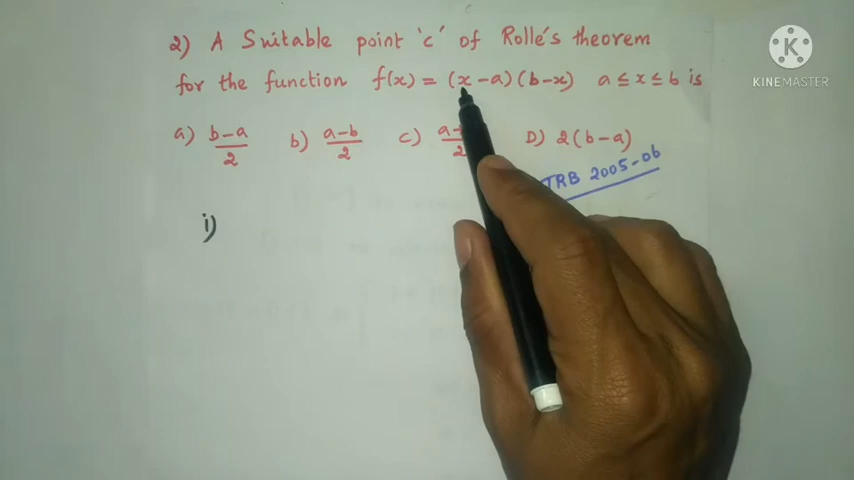 2) A Suitable point 'c' of Rolle's theorem
for the function f(x) = (x-a)(b-x) a ≤ x ≤ b is
a) b-a/2 b) a-b/2 c) D) 2(b-a)
TRB 2005-06
i)
KINEMASTER